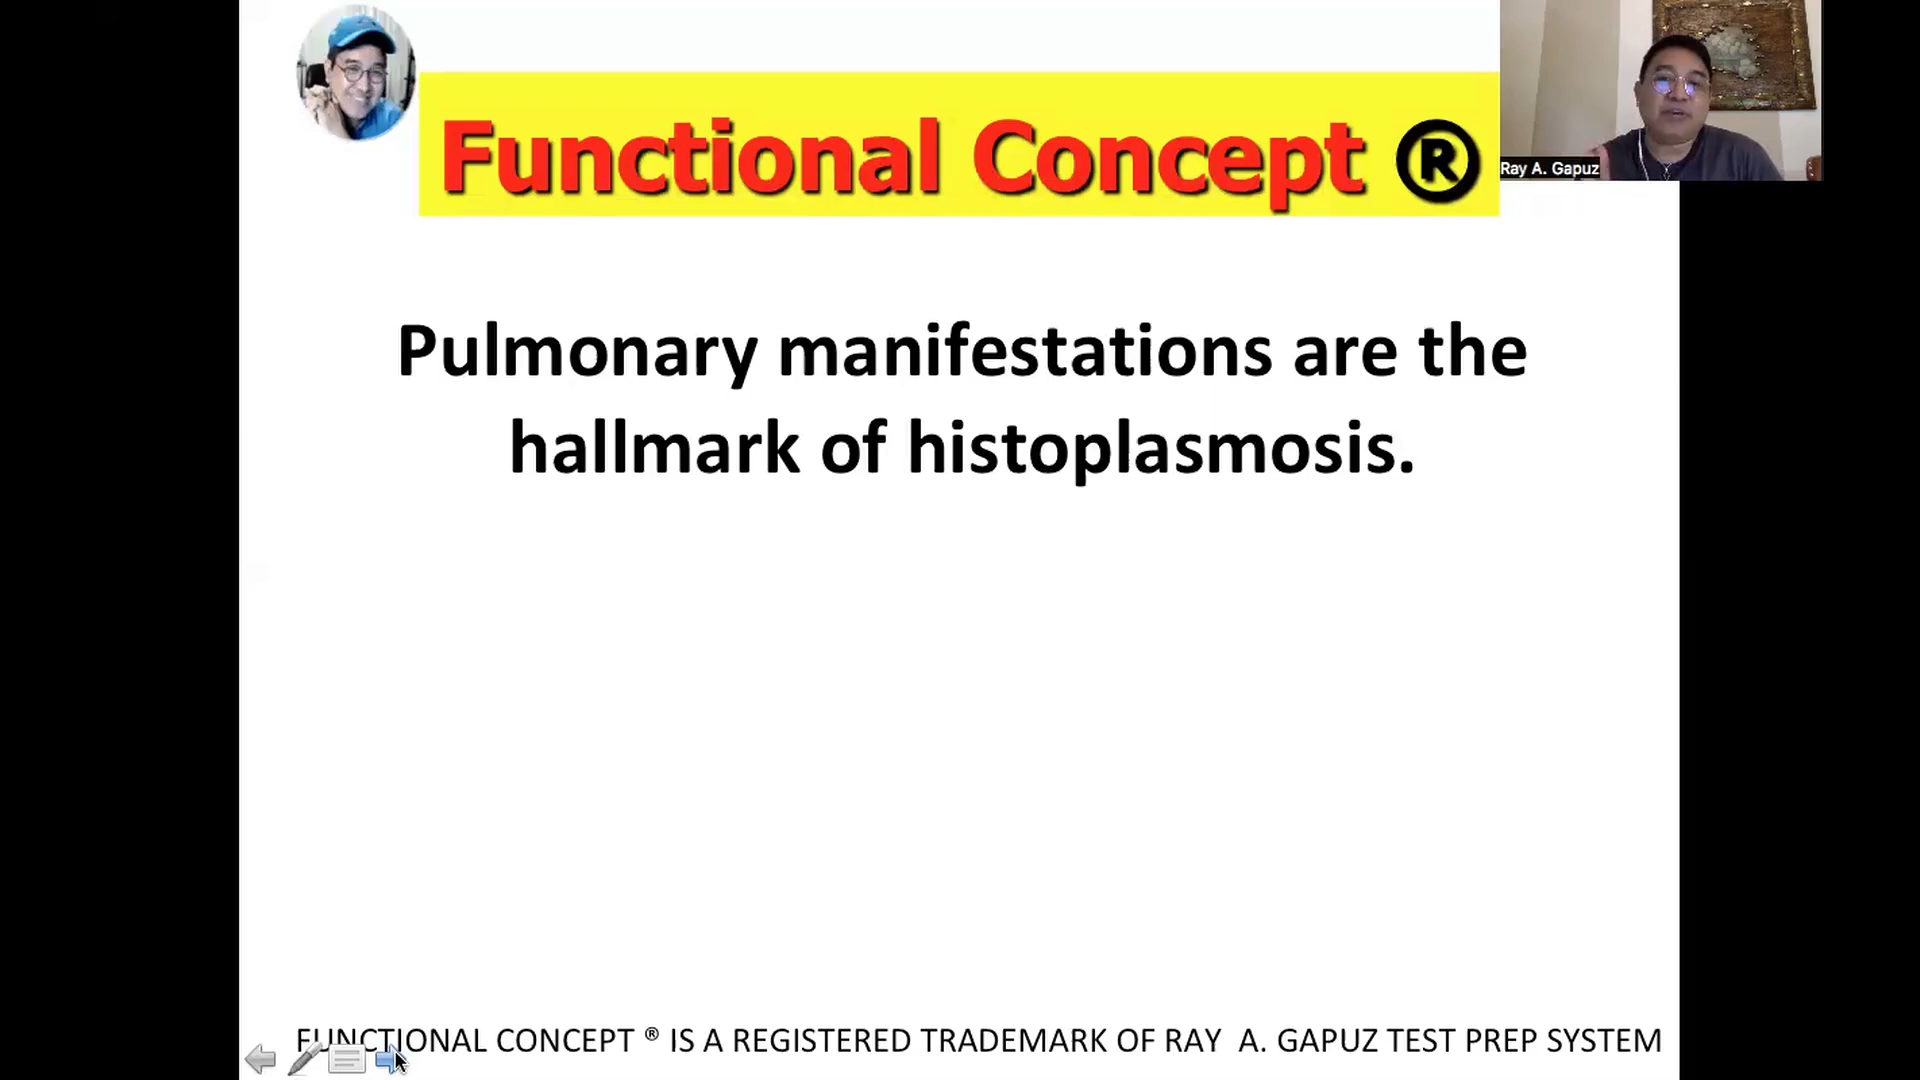 Functional Concept ®
Ray A. Gapuz
Pulmonary manifestations are the
hallmark of histoplasmosis.
FUNCTIONAL CONCEPT ® IS A REGISTERED TRADEMARK OF RAY A. GAPUZ TEST PREP SYSTEM